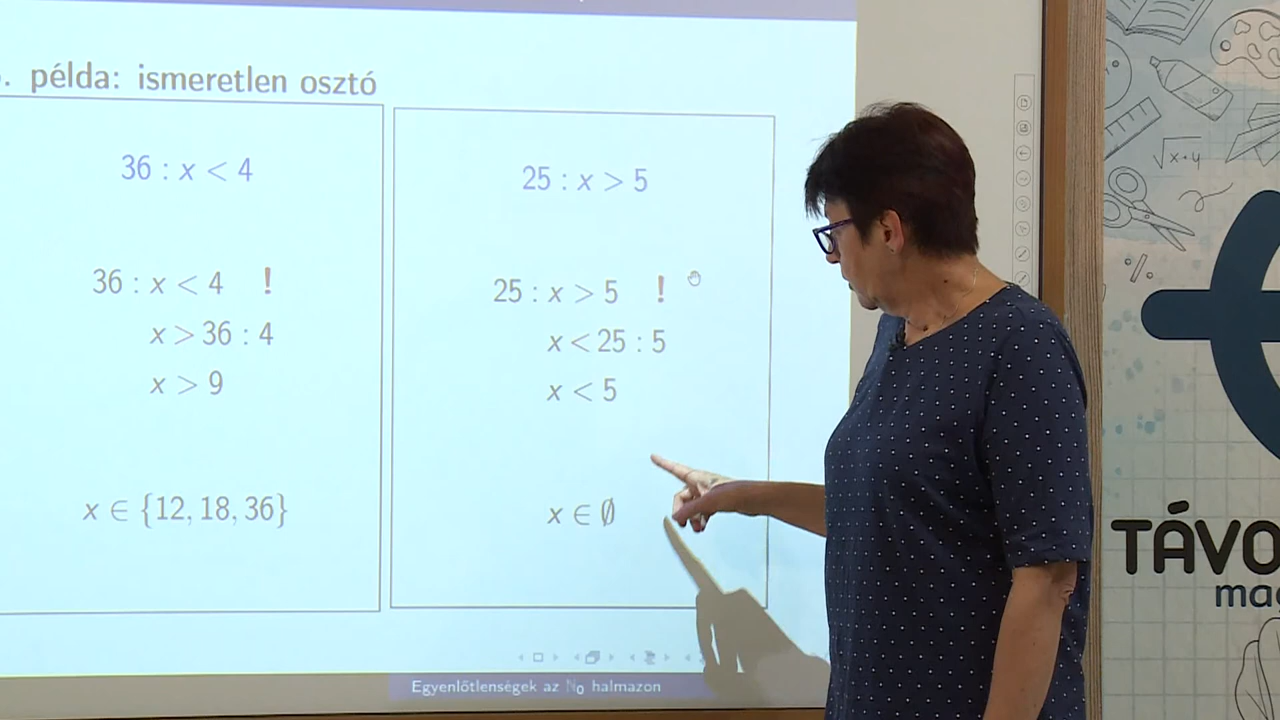 . példa: ismeretlen osztó
36 : x < 4
36 : x < 4 !
x > 36 : 4
x > 9
x ∈ {12, 18, 36}
25 : x > 5
25 : x > 5 !
x < 25 : 5
x < 5
x ∈ ∅
Egyenlőtlenségek az ℕ₀ halmazon
√x+y
%
TÁVO
mag